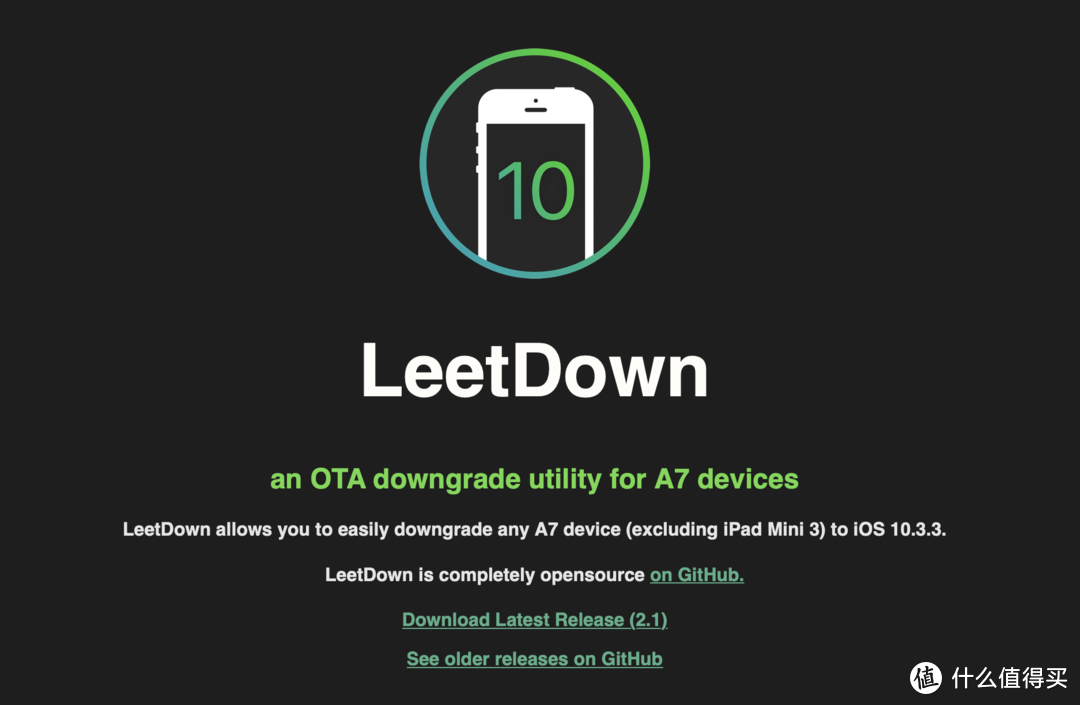 10
LeetDown
an OTA downgrade utility for A7 devices
LeetDown allows you to easily downgrade any A7 device (excluding iPad Mini 3) to iOS 10.3.3.
LeetDown is completely opensource on GitHub.
Download Latest Release (2.1)
See older releases on GitHub
值 什么值得买